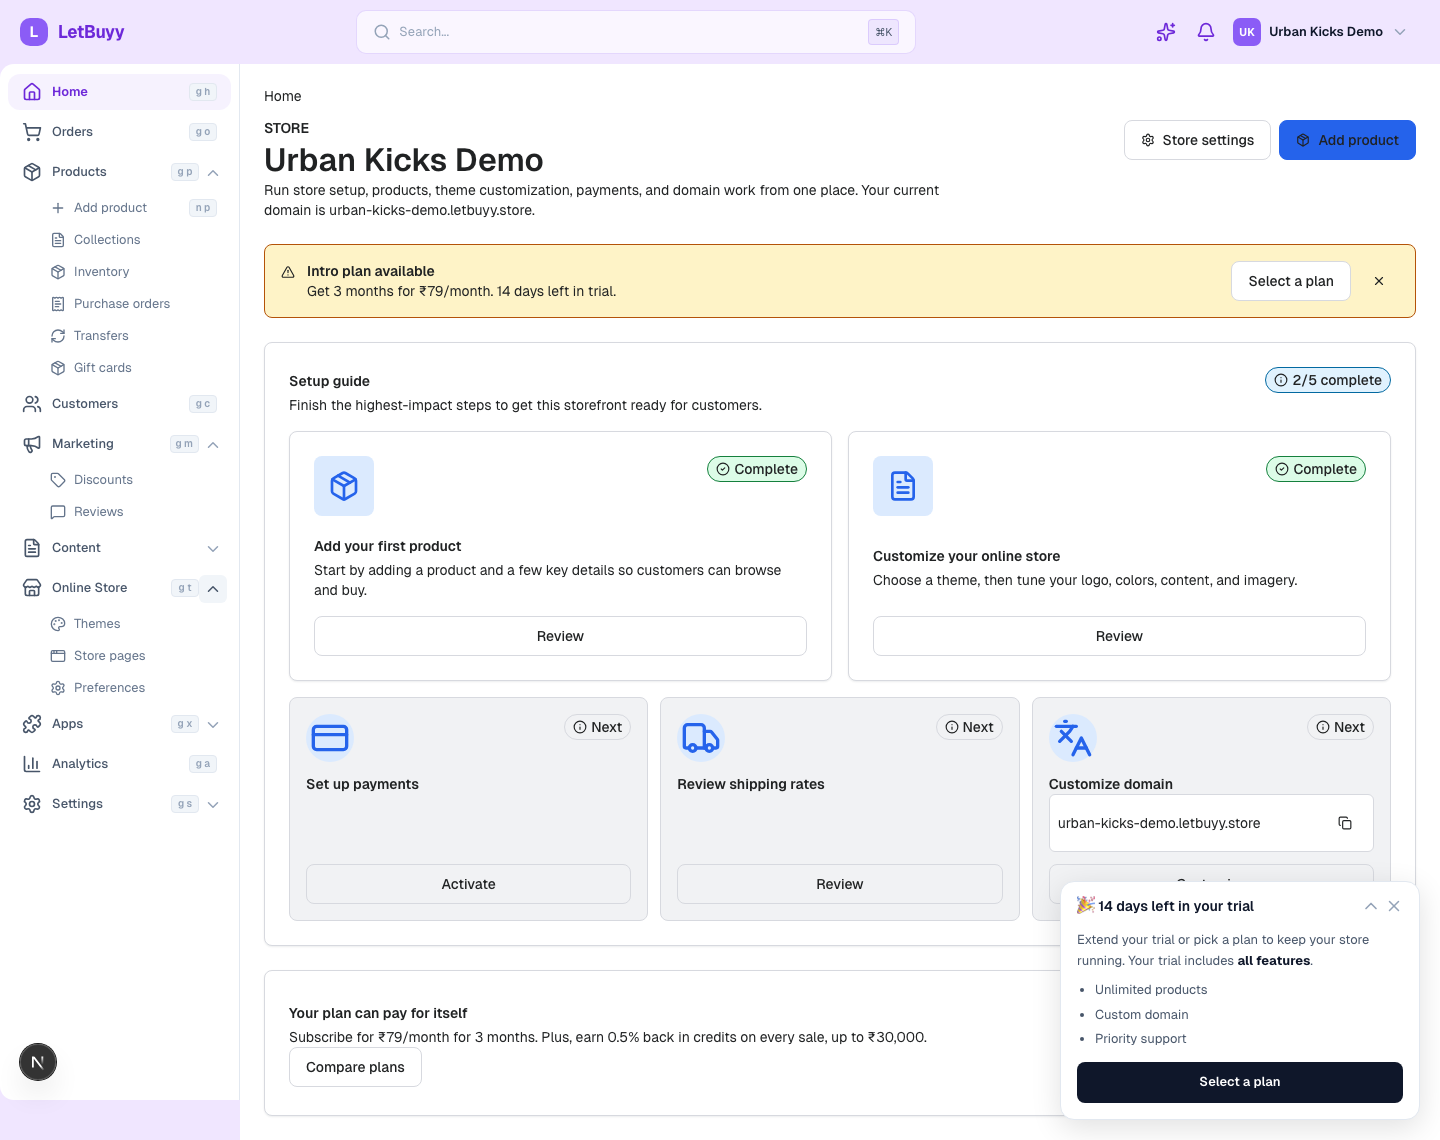 L LetBuyy
Search...
⌘K
UK Urban Kicks Demo
Home g h
Orders g o
Products g p
Add product n p
Collections
Inventory
Purchase orders
Transfers
Gift cards
Customers g c
Marketing g m
Discounts
Reviews
Content
Online Store g t
Themes
Store pages
Preferences
Apps g x
Analytics g a
Settings g s
N
Home
STORE
Urban Kicks Demo
Run store setup, products, theme customization, payments, and domain work from one place. Your current
domain is urban-kicks-demo.letbuyy.store.
Store settings
Add product
Intro plan available
Get 3 months for ₹79/month. 14 days left in trial.
Select a plan
Setup guide
Finish the highest-impact steps to get this storefront ready for customers.
2/5 complete
Complete
Add your first product
Start by adding a product and a few key details so customers can browse
and buy.
Review
Complete
Customize your online store
Choose a theme, then tune your logo, colors, content, and imagery.
Review
Next
Set up payments
Activate
Next
Review shipping rates
Review
Next
Customize domain
urban-kicks-demo.letbuyy.store
Your plan can pay for itself
Subscribe for ₹79/month for 3 months. Plus, earn 0.5% back in credits on every sale, up to ₹30,000.
Compare plans
🎉 14 days left in your trial
Extend your trial or pick a plan to keep your store
running. Your trial includes all features.
• Unlimited products
• Custom domain
• Priority support
Select a plan